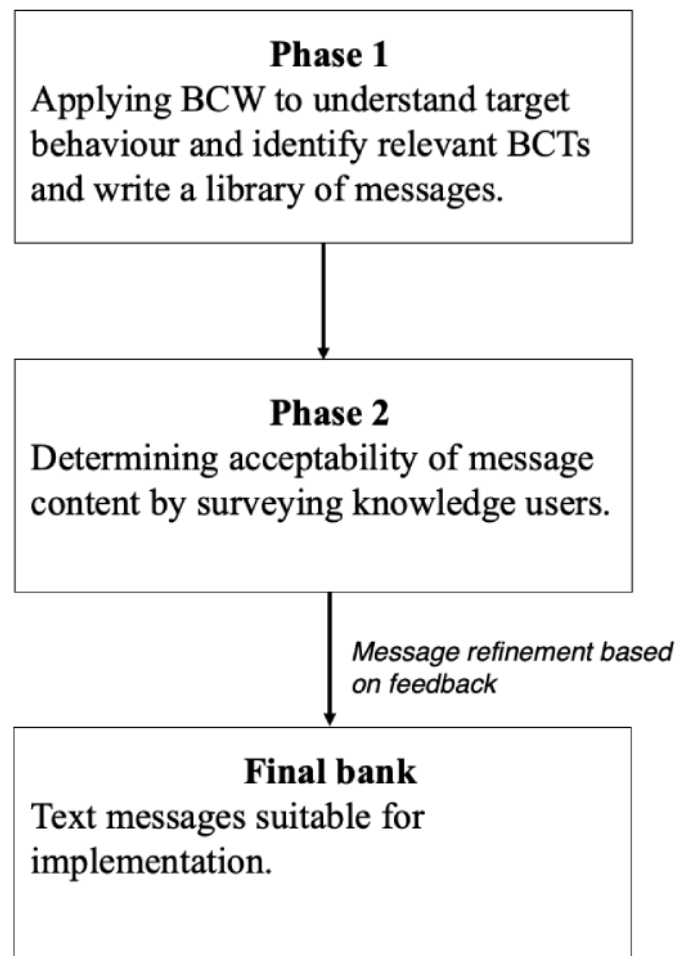 Phase 1
Applying BCW to understand target
behaviour and identify relevant BCTs
and write a library of messages.
Phase 2
Determining acceptability of message
content by surveying knowledge users.
Message refinement based
on feedback
Final bank
Text messages suitable for
implementation.